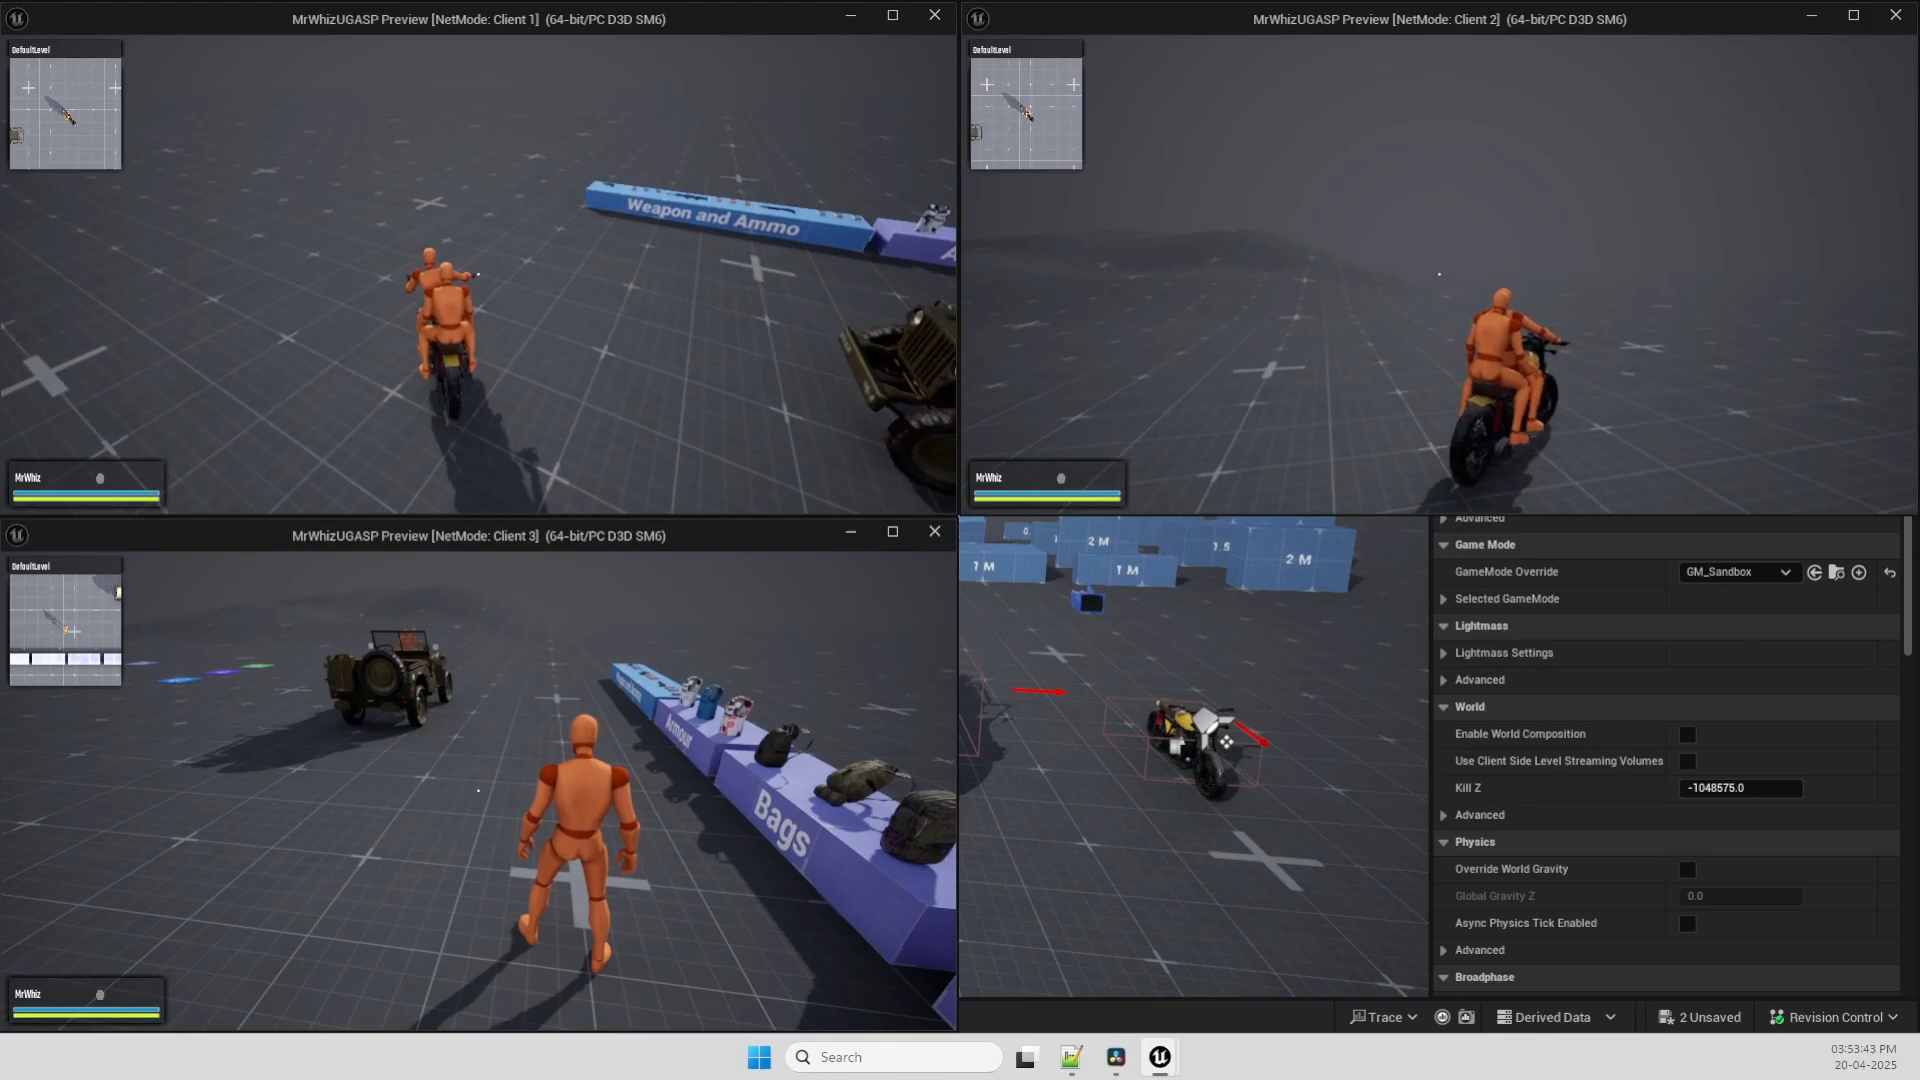 MrWhizUGASP Preview [NetMode: Client 1] (64-bit/PC D3D SM6)
DefaultLevel
Weapon and Ammo
MrWhiz
MrWhizUGASP Preview [NetMode: Client 2] (64-bit/PC D3D SM6)
DefaultLevel
MrWhiz
MrWhizUGASP Preview [NetMode: Client 3] (64-bit/PC D3D SM6)
DefaultLevel
Armour
Bags
MrWhiz
2 M
1.5
2 M
1 M
1 M
Advanced
Game Mode
GameMode Override
GM_Sandbox
Selected GameMode
Lightmass
Lightmass Settings
Advanced
World
Enable World Composition
Use Client Side Level Streaming Volumes
Kill Z
-1048575.0
Advanced
Physics
Override World Gravity
Global Gravity Z
0.0
Async Physics Tick Enabled
Advanced
Broadphase
Trace
Derived Data
2 Unsaved
Revision Control
Search
03:53:43 PM
20-04-2025